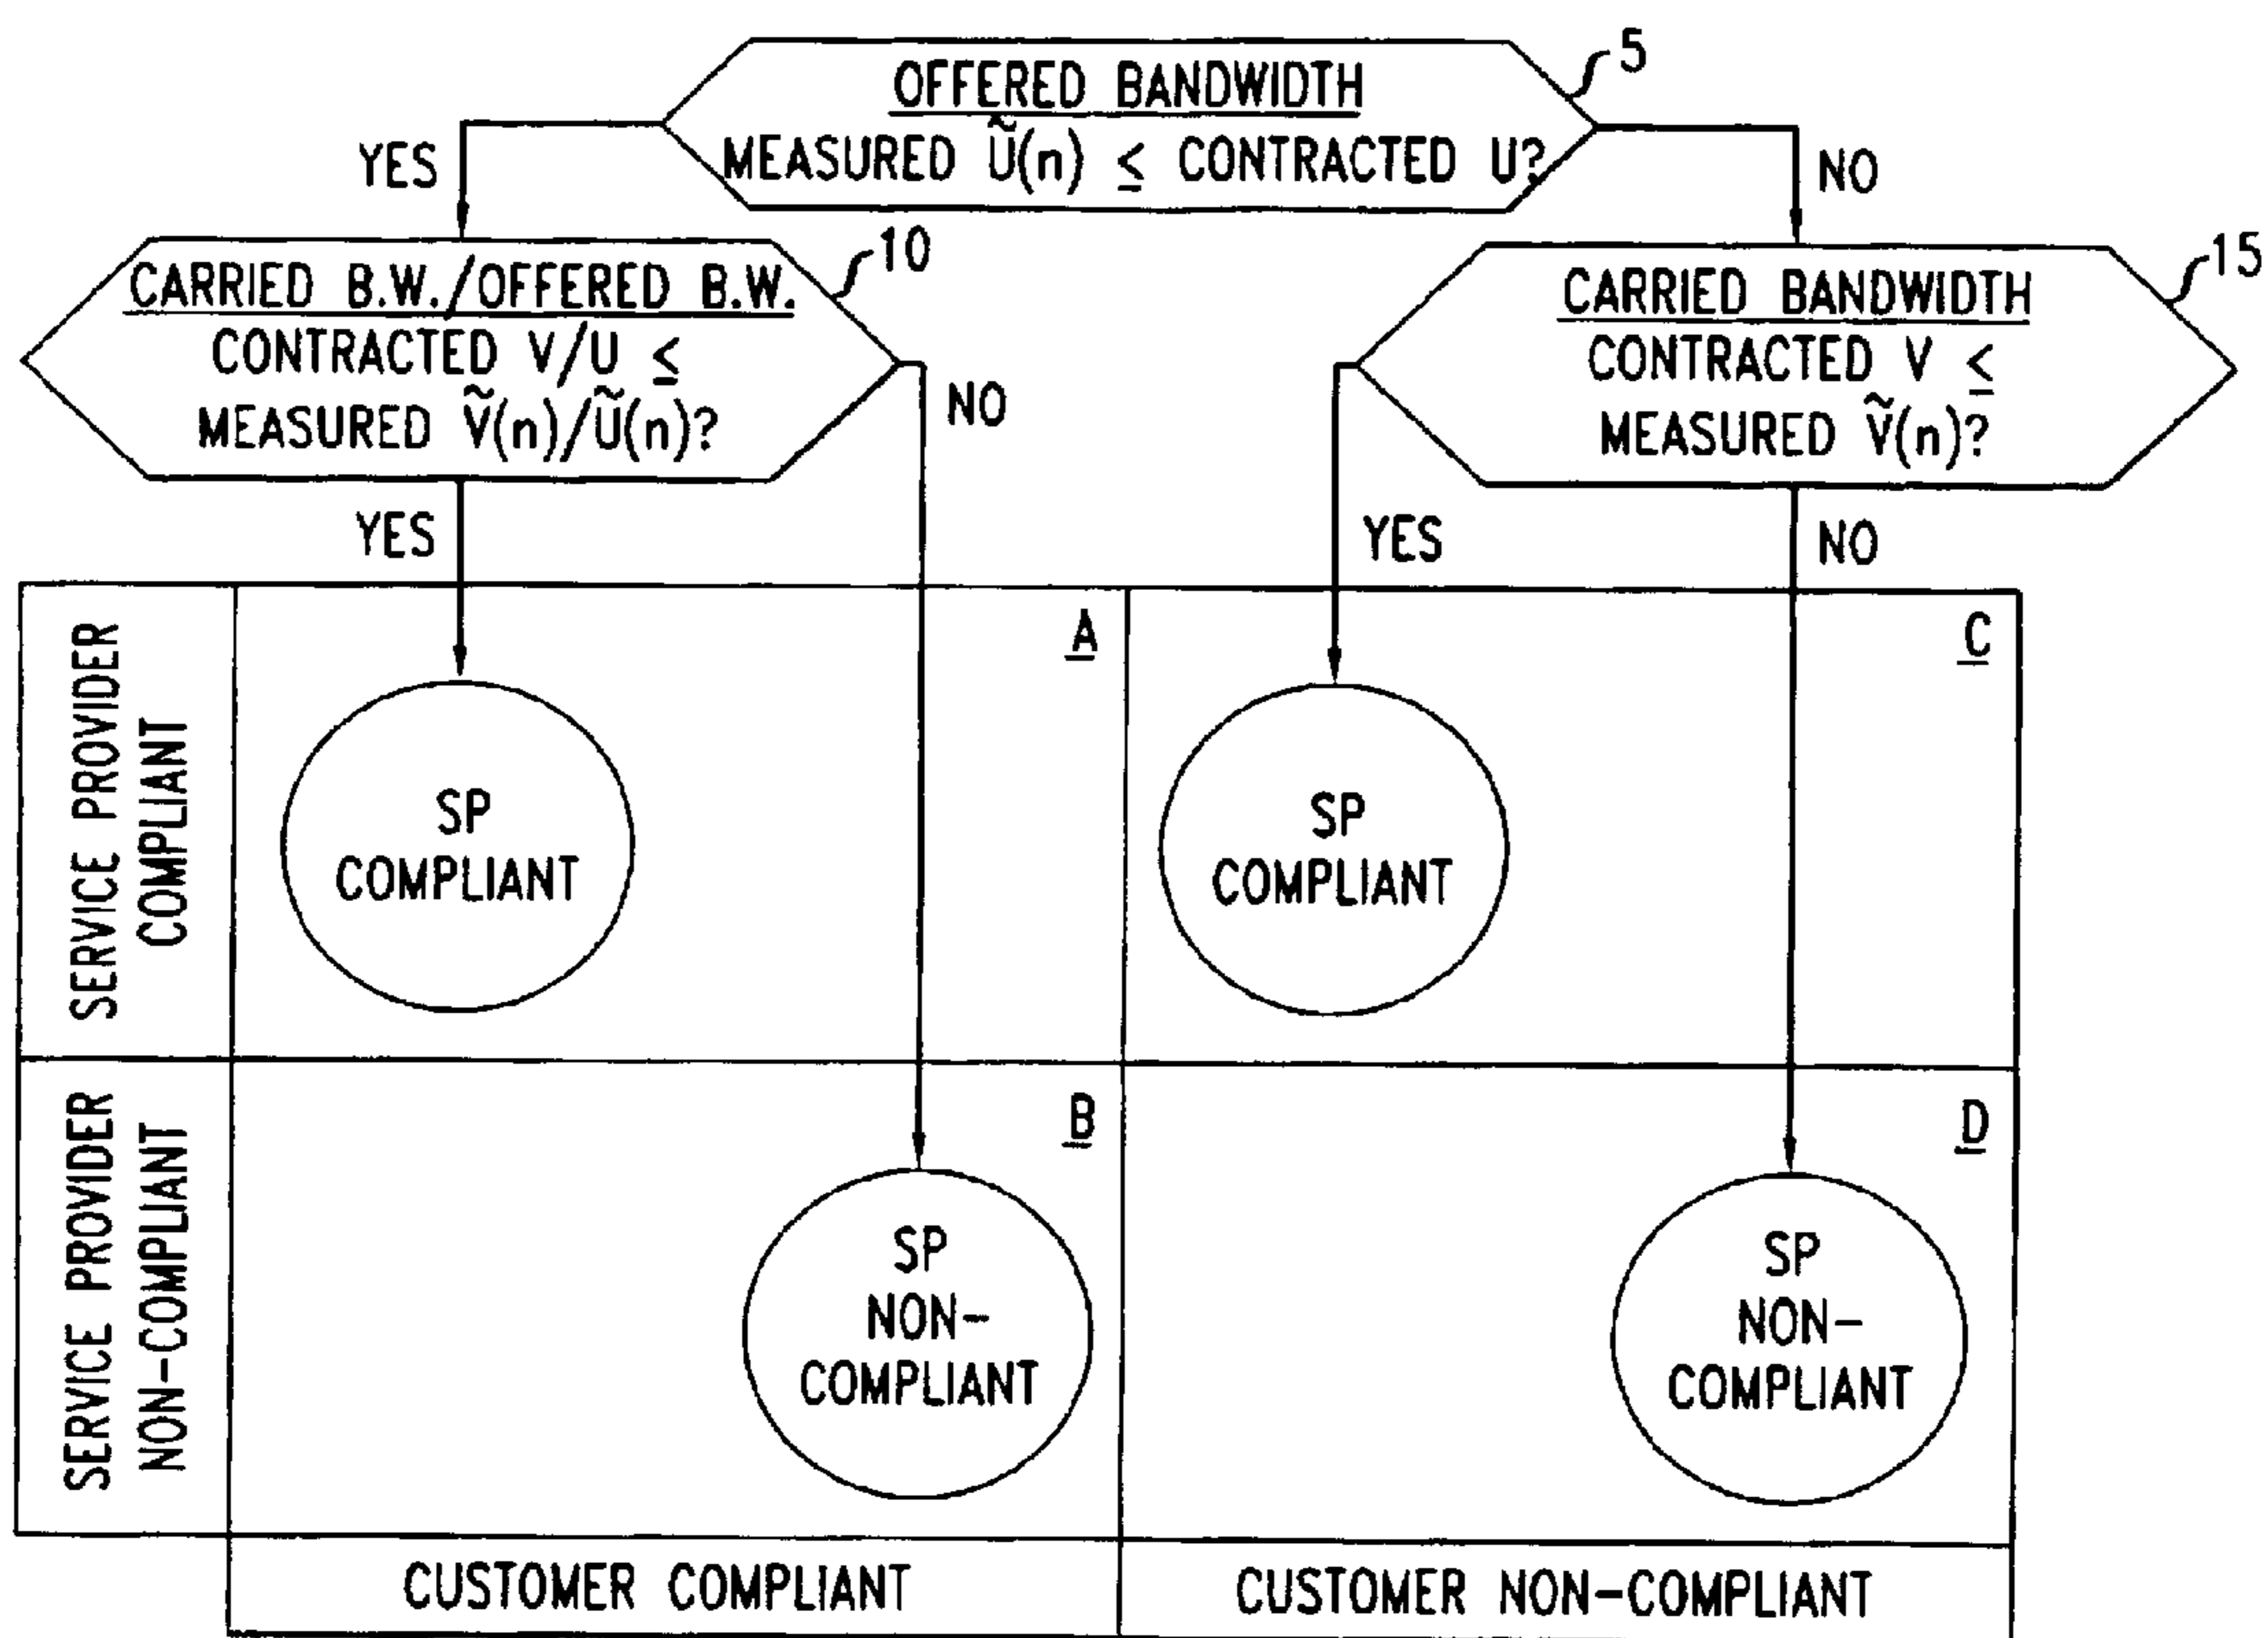 OFFERED BANDWIDTH
MEASURED Ũ(n) ≤ CONTRACTED U?
5
YES
NO
CARRIED B.W./OFFERED B.W.
CONTRACTED V/U ≤
MEASURED Ṽ(n)/Ũ(n)?
10
NO
YES
CARRIED BANDWIDTH
CONTRACTED V ≤
MEASURED Ṽ(n)?
15
YES
NO
SERVICE PROVIDER
COMPLIANT
A
SP
COMPLIANT
C
SP
COMPLIANT
SERVICE PROVIDER
NON-COMPLIANT
B
SP
NON-
COMPLIANT
D
SP
NON-
COMPLIANT
CUSTOMER COMPLIANT
CUSTOMER NON-COMPLIANT